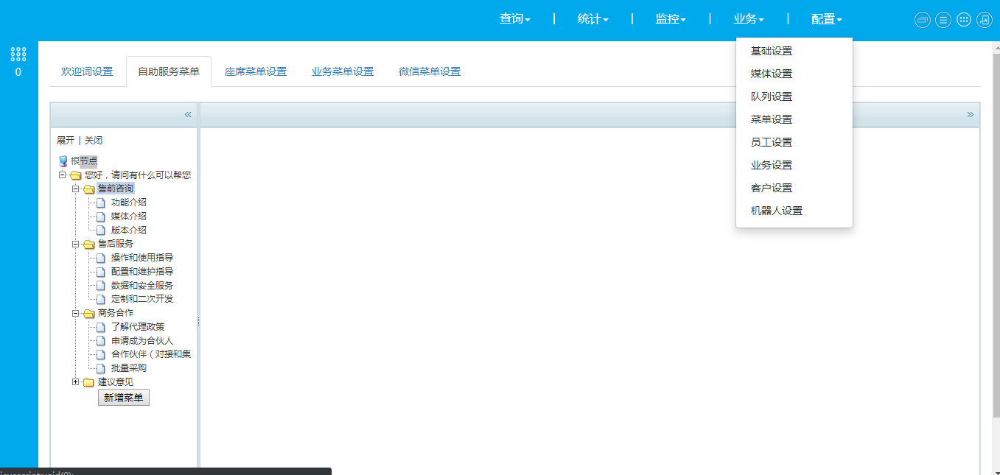 查询 | 统计 | 监控 | 业务 | 配置
0
欢迎词设置 自助服务菜单 座席菜单设置 业务菜单设置 微信菜单设置
基础设置
媒体设置
队列设置
菜单设置
员工设置
业务设置
客户设置
机器人设置
展开 | 关闭
根节点
您好，请问有什么可以帮您
售前咨询
功能介绍
媒体介绍
版本介绍
售后服务
操作和使用指导
配置和维护指导
数据和安全服务
定制和二次开发
商务合作
了解代理政策
申请成为合伙人
合作伙伴（对接和集
批量采购
建议意见
新增菜单